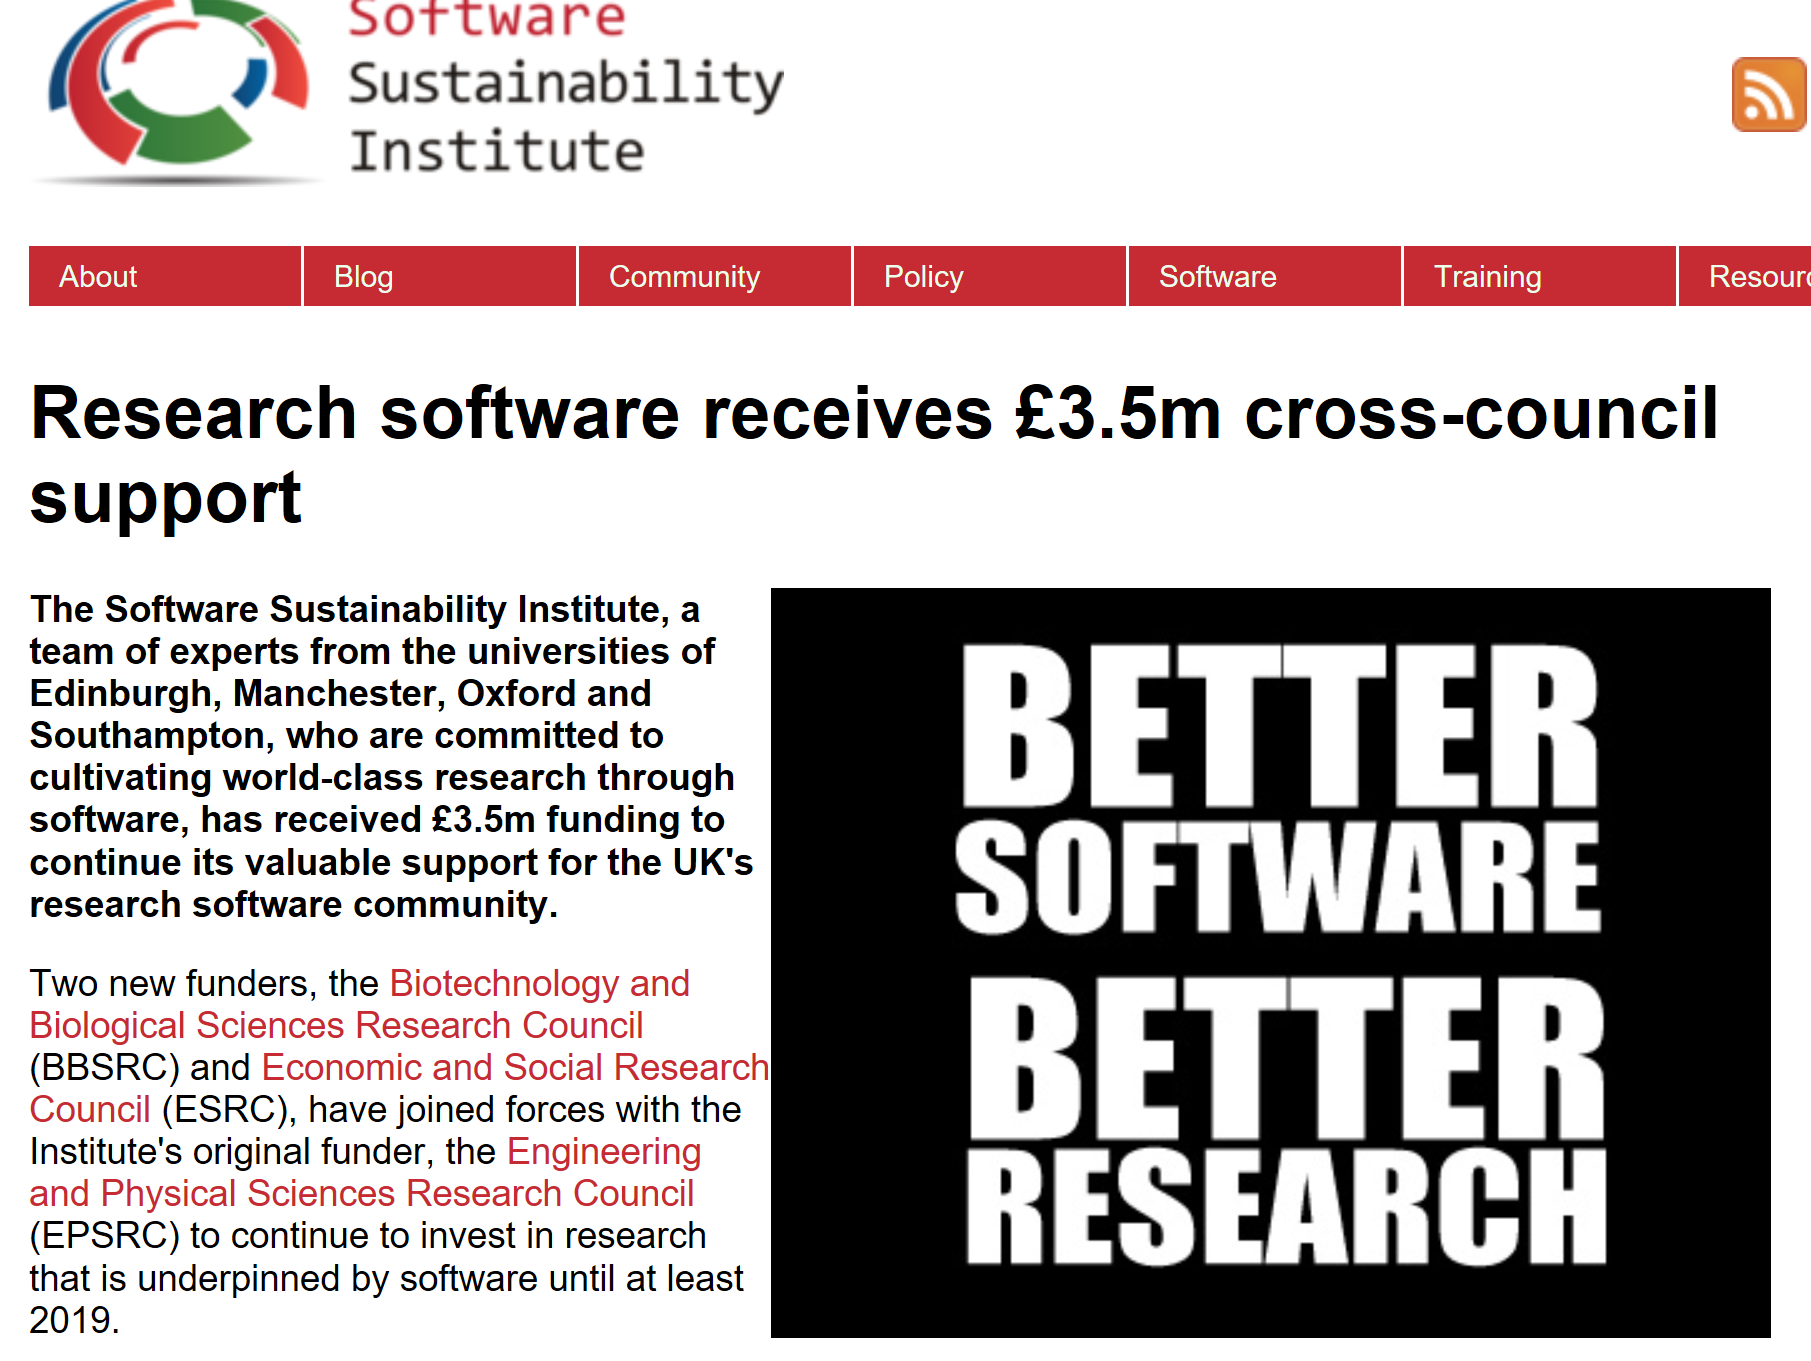 Software
Sustainability
Institute
About
Blog
Community
Policy
Software
Training
Resourc
Research software receives £3.5m cross-council
support
The Software Sustainability Institute, a
team of experts from the universities of
Edinburgh, Manchester, Oxford and
Southampton, who are committed to
cultivating world-class research through
software, has received £3.5m funding to
continue its valuable support for the UK's
research software community.
Two new funders, the Biotechnology and
Biological Sciences Research Council
(BBSRC) and Economic and Social Research
Council (ESRC), have joined forces with the
Institute's original funder, the Engineering
and Physical Sciences Research Council
(EPSRC) to continue to invest in research
that is underpinned by software until at least
2019.
BETTER
SOFTWARE
BETTER
RESEARCH